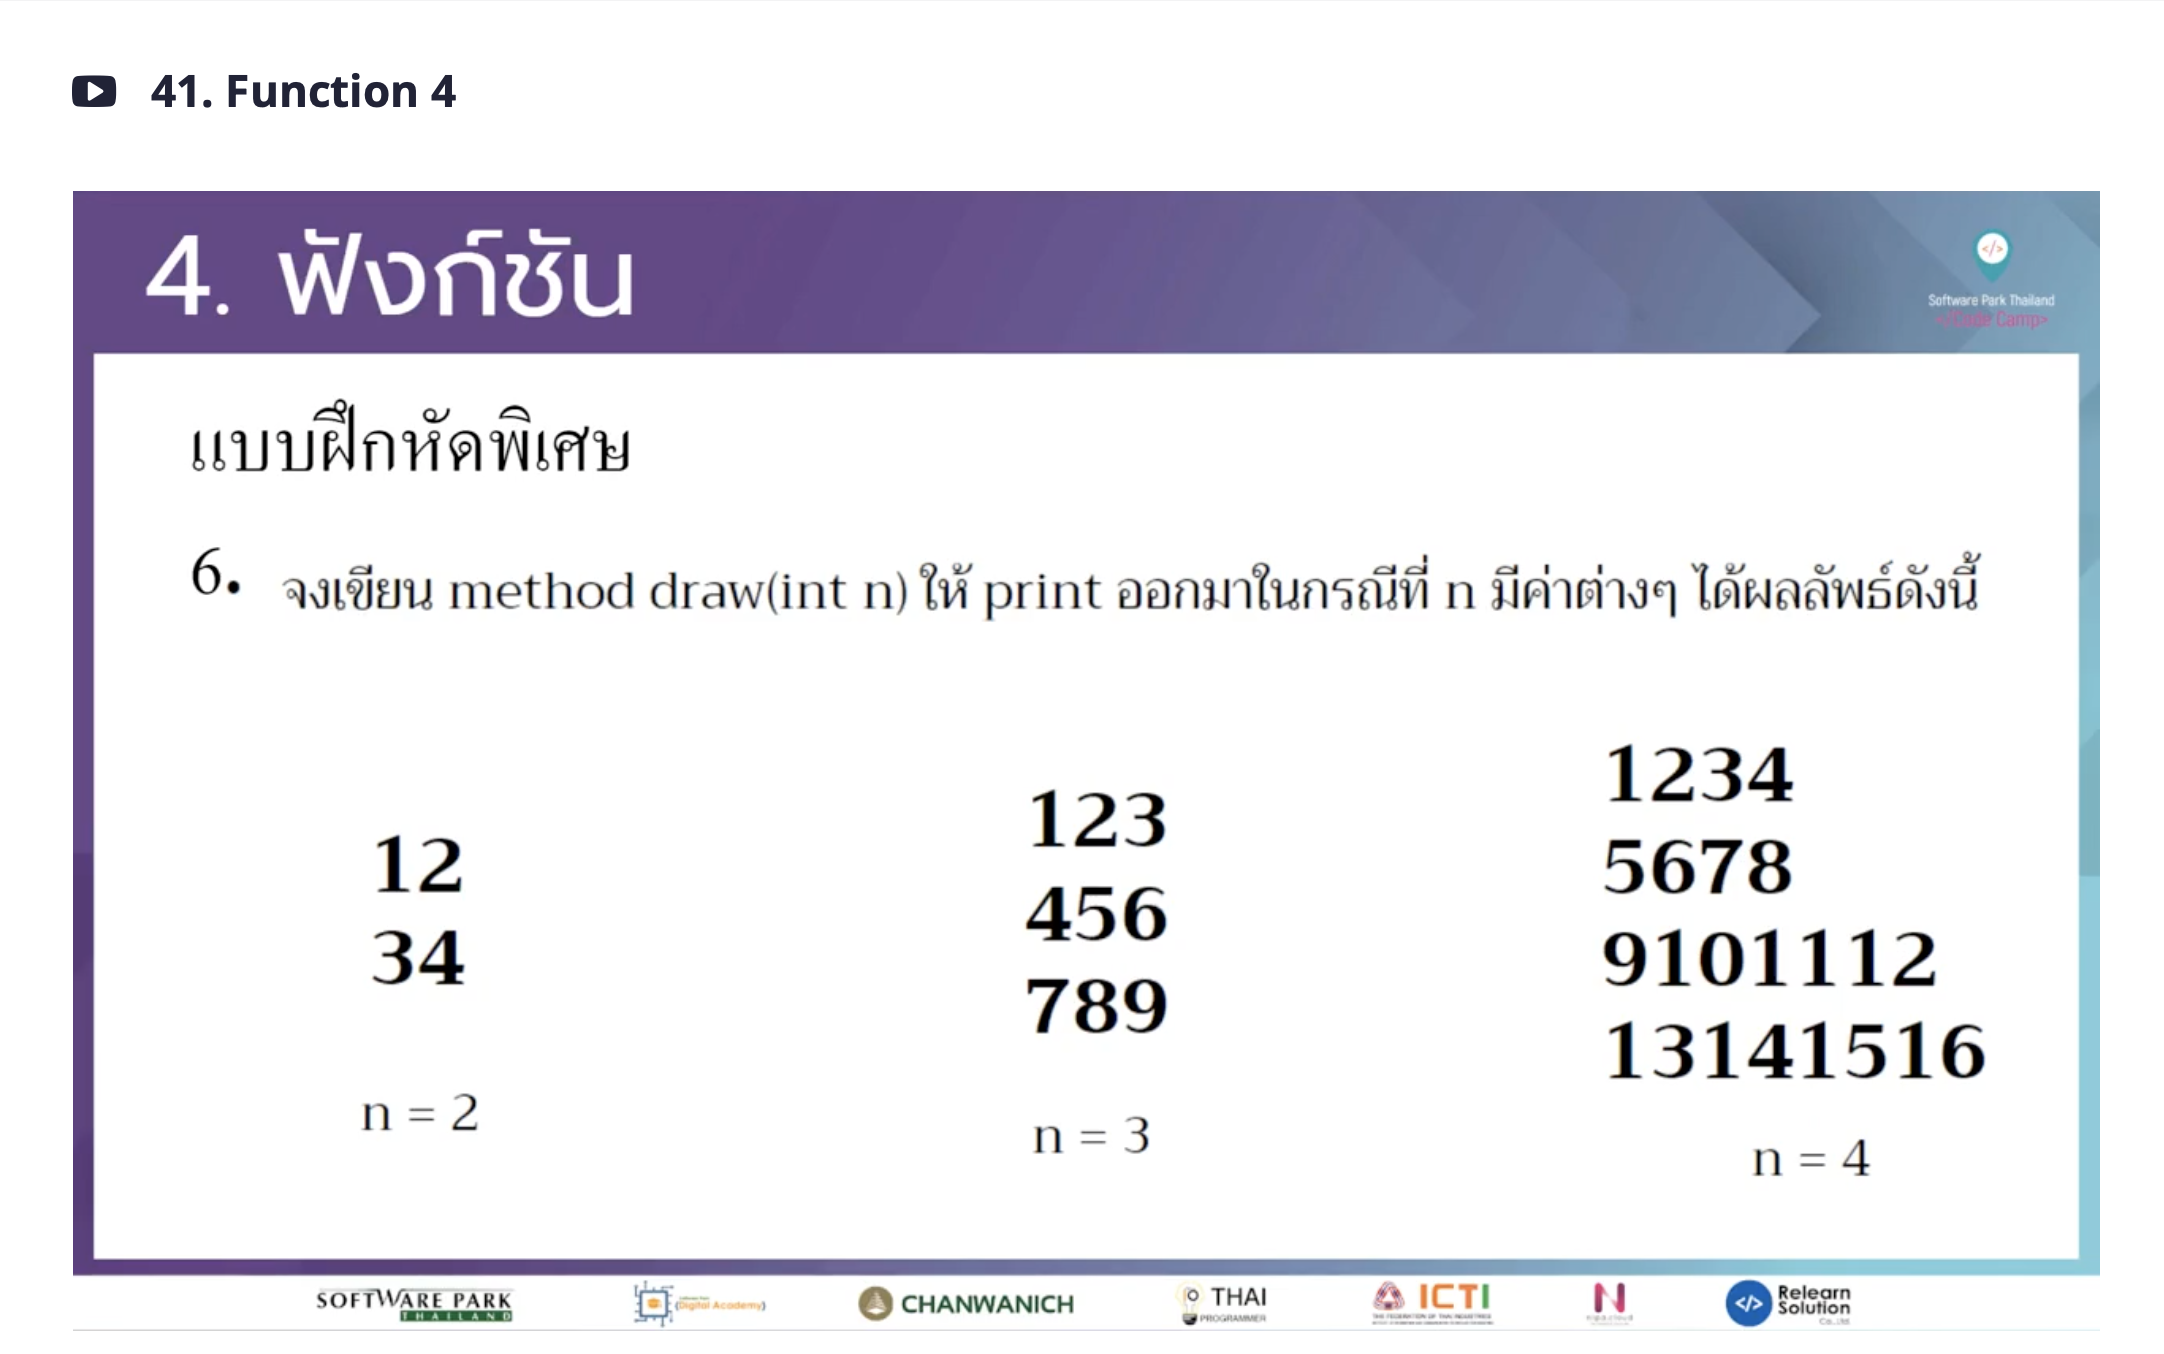 41. Function 4
4. ฟังก์ชัน
</>
Software Park Thailand
</Code Camp>
แบบฝึกหัดพิเศษ
6. จงเขียน method draw(int n) ให้ print ออกมาในกรณีที่ n มีค่าต่างๆ ได้ผลลัพธ์ดังนี้
12
34
n = 2
123
456
789
n = 3
1234
5678
9101112
13141516
n = 4
SOFTWARE PARK
THAILAND
(Digital Academy)
CHANWANICH
THAI
PROGRAMMER
ICTI
N
</>
Relearn
Solution
Co., Ltd.